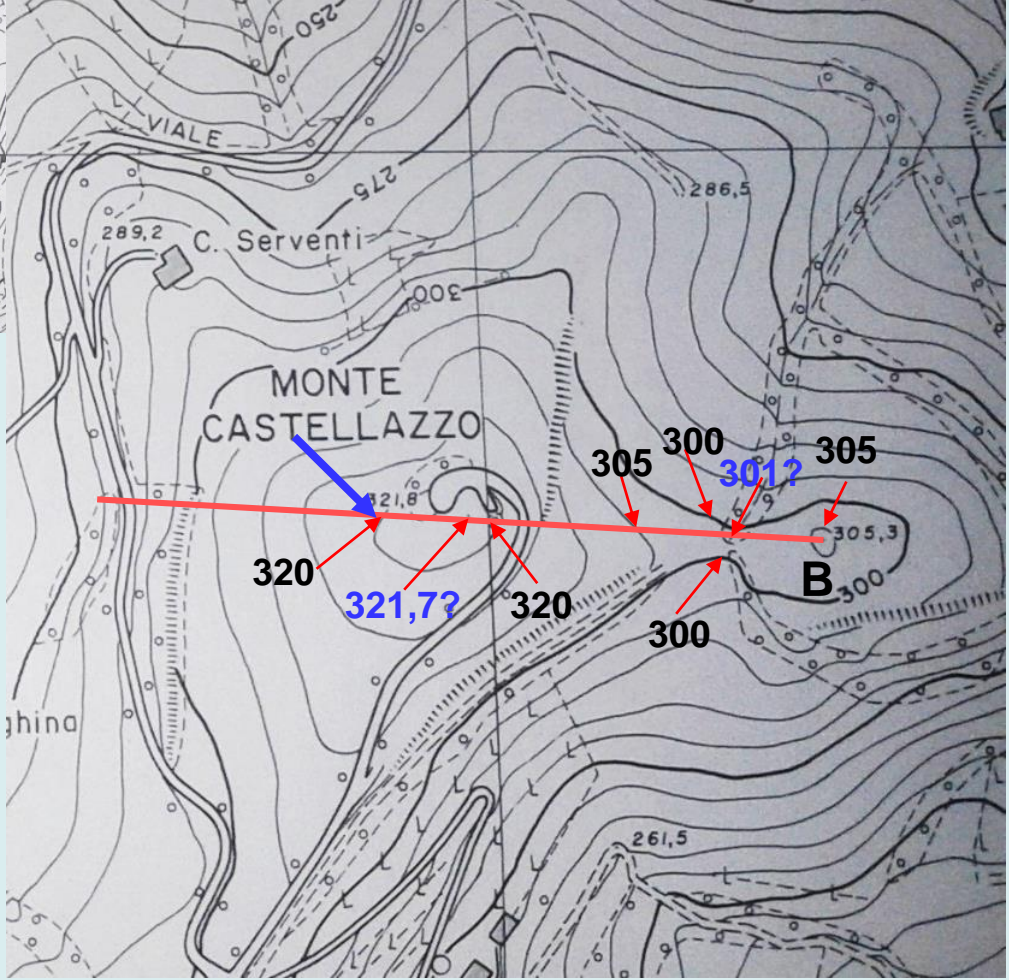 250
VIALE
275
286,5
289,2
C. Serventi
300
MONTE
CASTELLAZZO
300
305
301?
305
321,8
305,3
320
321,7?
320
B
300
300
ghina
261,5